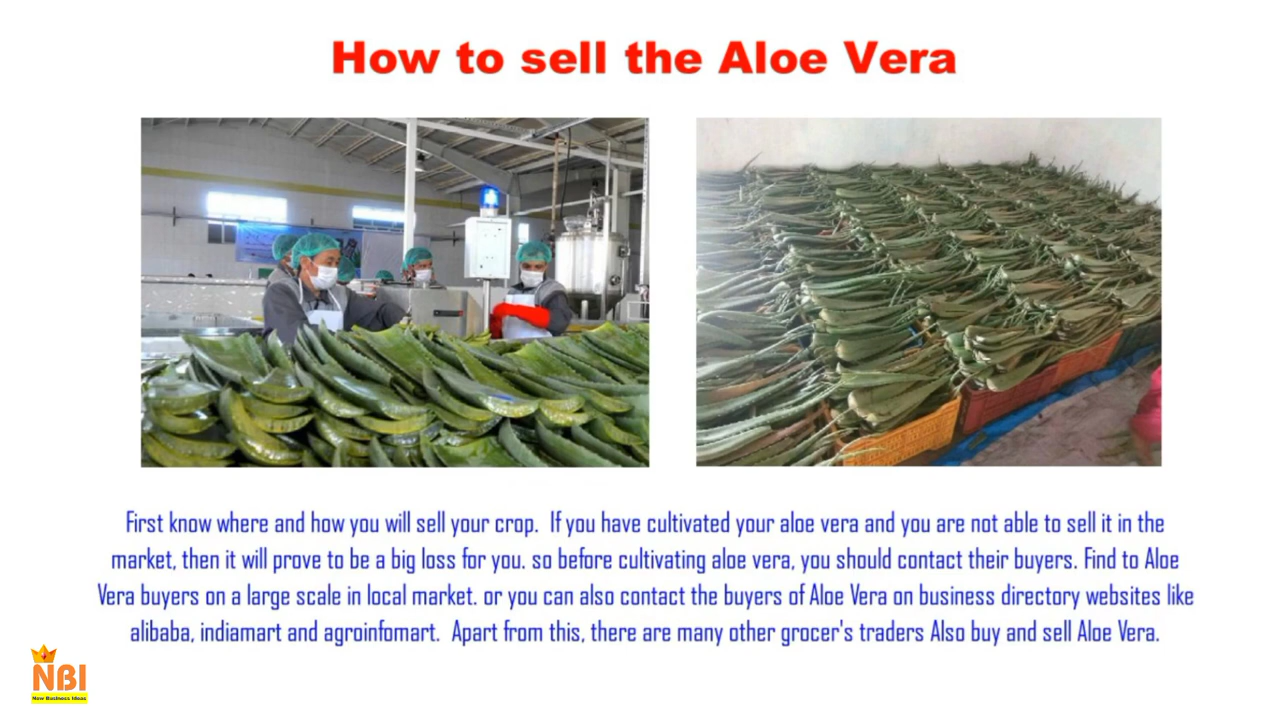 How to sell the Aloe Vera
First know where and how you will sell your crop. If you have cultivated your aloe vera and you are not able to sell it in the
market, then it will prove to be a big loss for you. so before cultivating aloe vera, you should contact their buyers. Find to Aloe
Vera buyers on a large scale in local market. or you can also contact the buyers of Aloe Vera on business directory websites like
alibaba, indiamart and agroinfomart. Apart from this, there are many other grocer's traders Also buy and sell Aloe Vera.
NBI
New Business Ideas